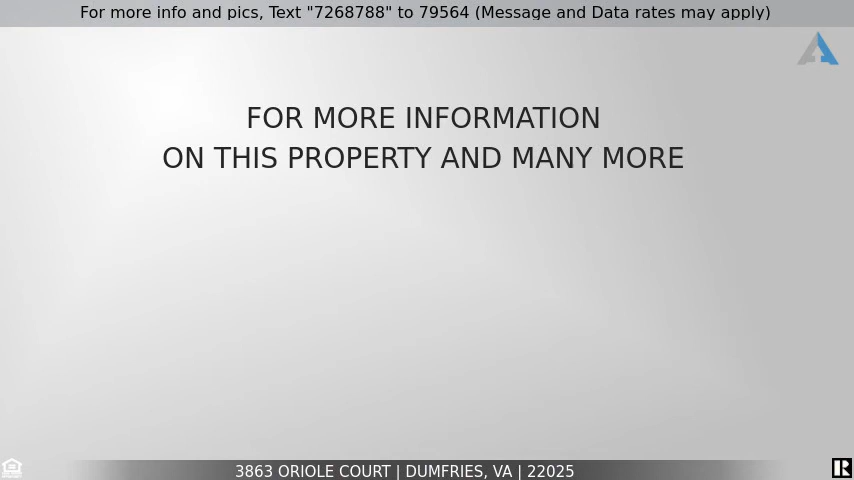 For more info and pics, Text "7268788" to 79564 (Message and Data rates may apply)
FOR MORE INFORMATION
ON THIS PROPERTY AND MANY MORE
3863 ORIOLE COURT | DUMFRIES, VA | 22025